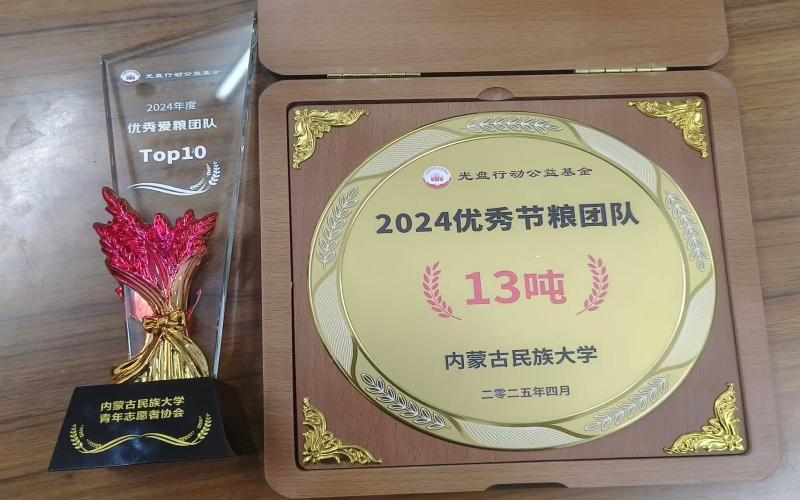 光盘行动公益基金
2024年度
优秀爱粮团队
Top10
内蒙古民族大学
青年志愿者协会
光盘行动公益基金
2024优秀节粮团队
13吨
内蒙古民族大学
二零二五年四月